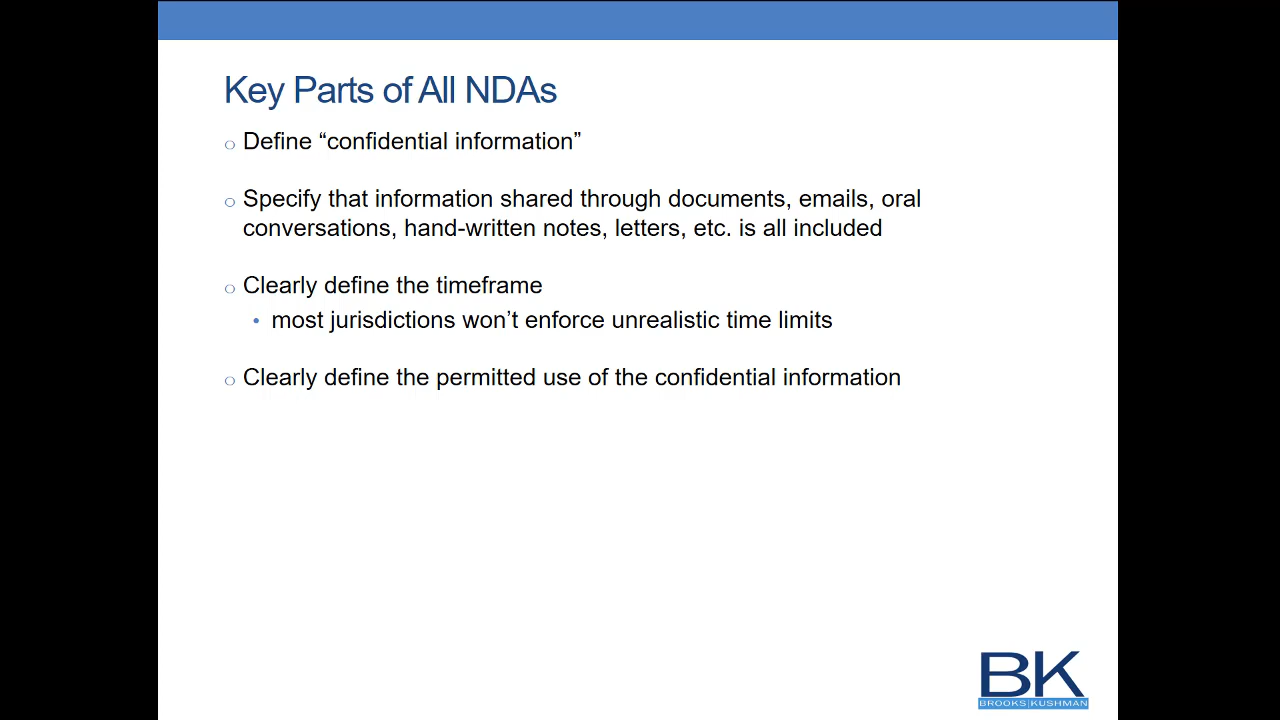 Key Parts of All NDAs
Define “confidential information”
Specify that information shared through documents, emails, oral
conversations, hand-written notes, letters, etc. is all included
Clearly define the timeframe
most jurisdictions won’t enforce unrealistic time limits
Clearly define the permitted use of the confidential information
BK
BROOKS|KUSHMAN